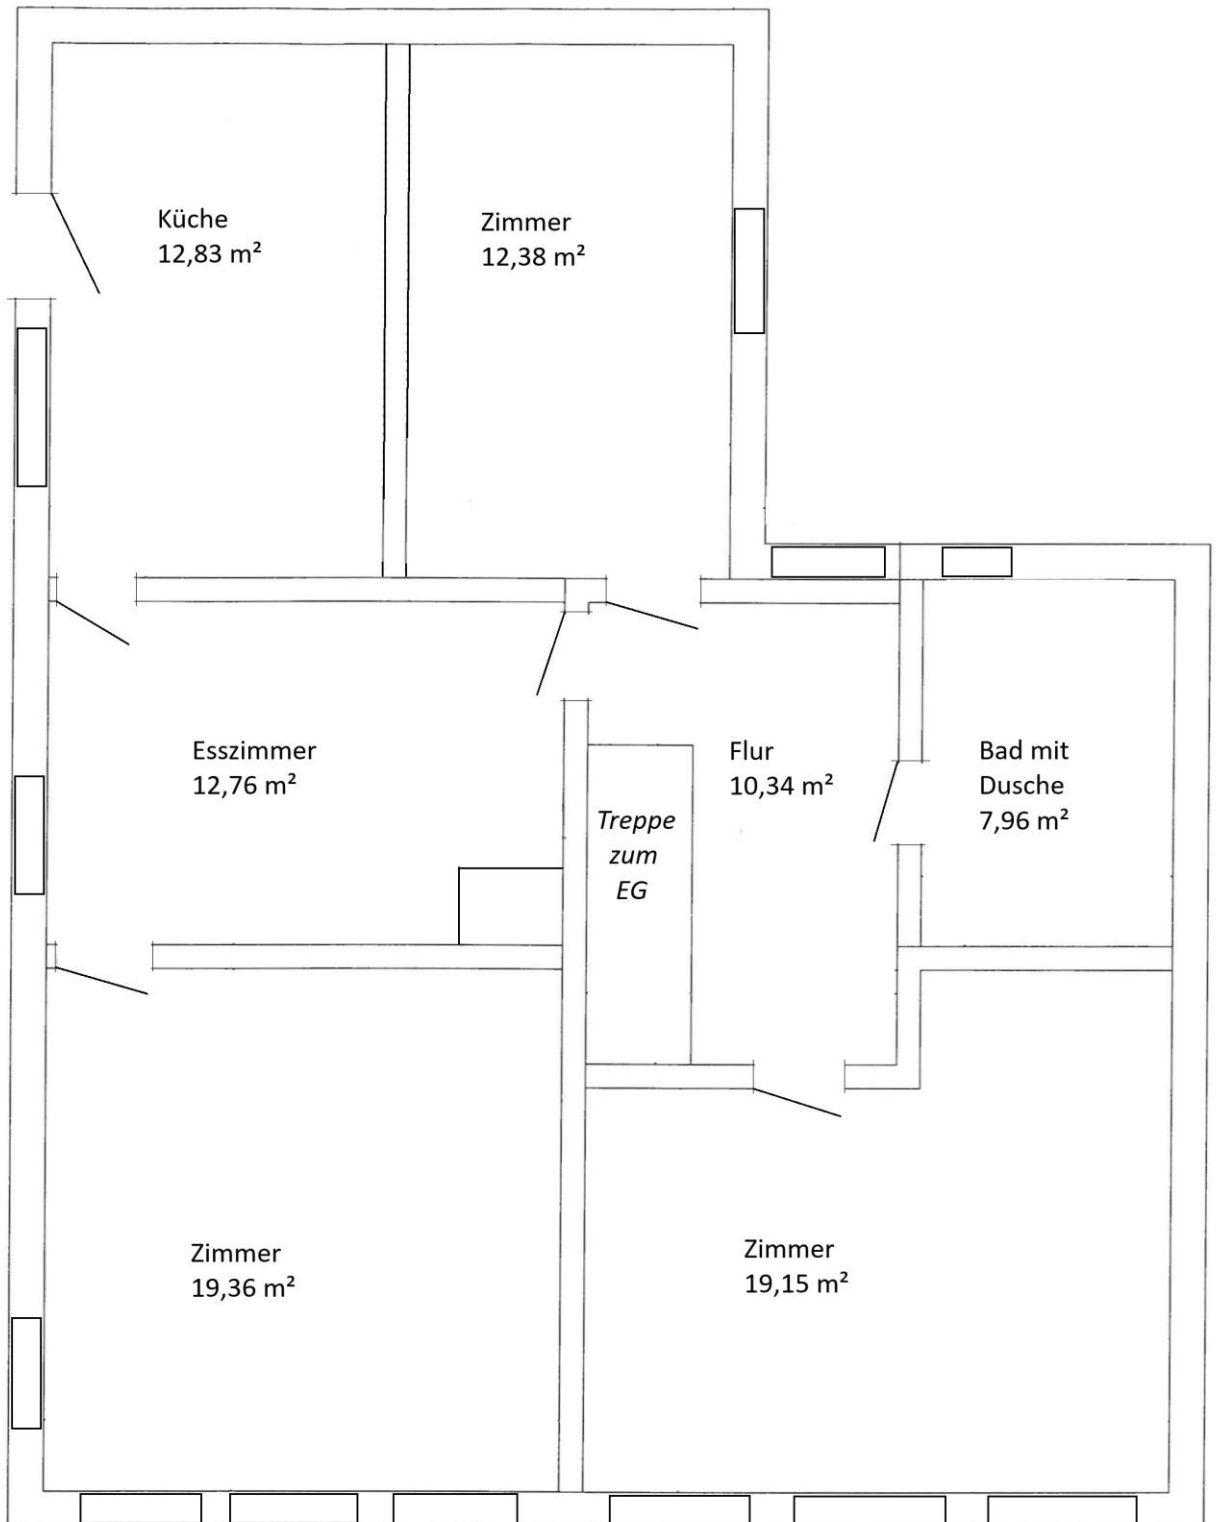 Küche
12,83 m²
Zimmer
12,38 m²
Esszimmer
12,76 m²
Treppe
zum
EG
Flur
10,34 m²
Bad mit
Dusche
7,96 m²
Zimmer
19,36 m²
Zimmer
19,15 m²